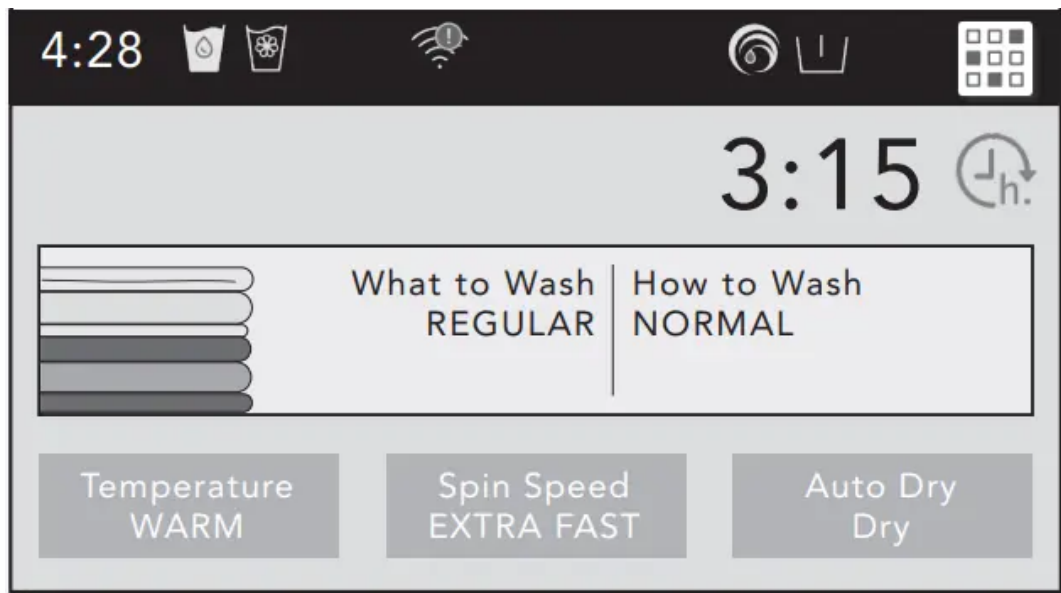 4:28
3:15 h.
What to Wash
REGULAR
How to Wash
NORMAL
Temperature
WARM
Spin Speed
EXTRA FAST
Auto Dry
Dry